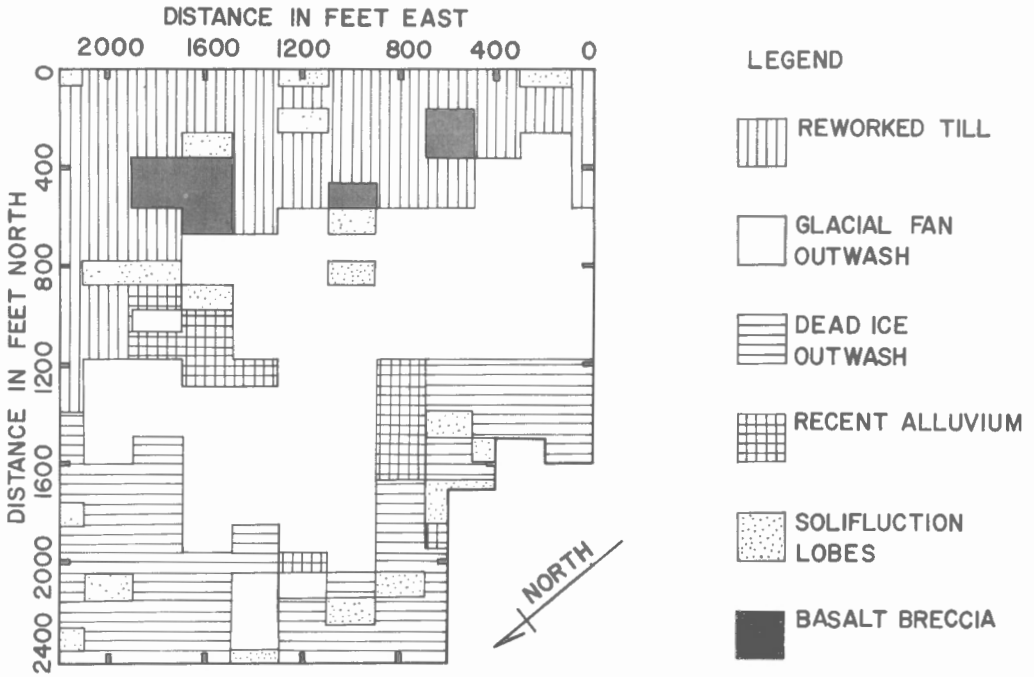 DISTANCE IN FEET EAST
2000 1600 1200 800 400 0
LEGEND
0
400
800
1200
1600
2000
2400
DISTANCE IN FEET NORTH
NORTH
REWORKED TILL
GLACIAL FAN
OUTWASH
DEAD ICE
OUTWASH
RECENT ALLUVIUM
SOLIFLUCTION
LOBES
BASALT BRECCIA